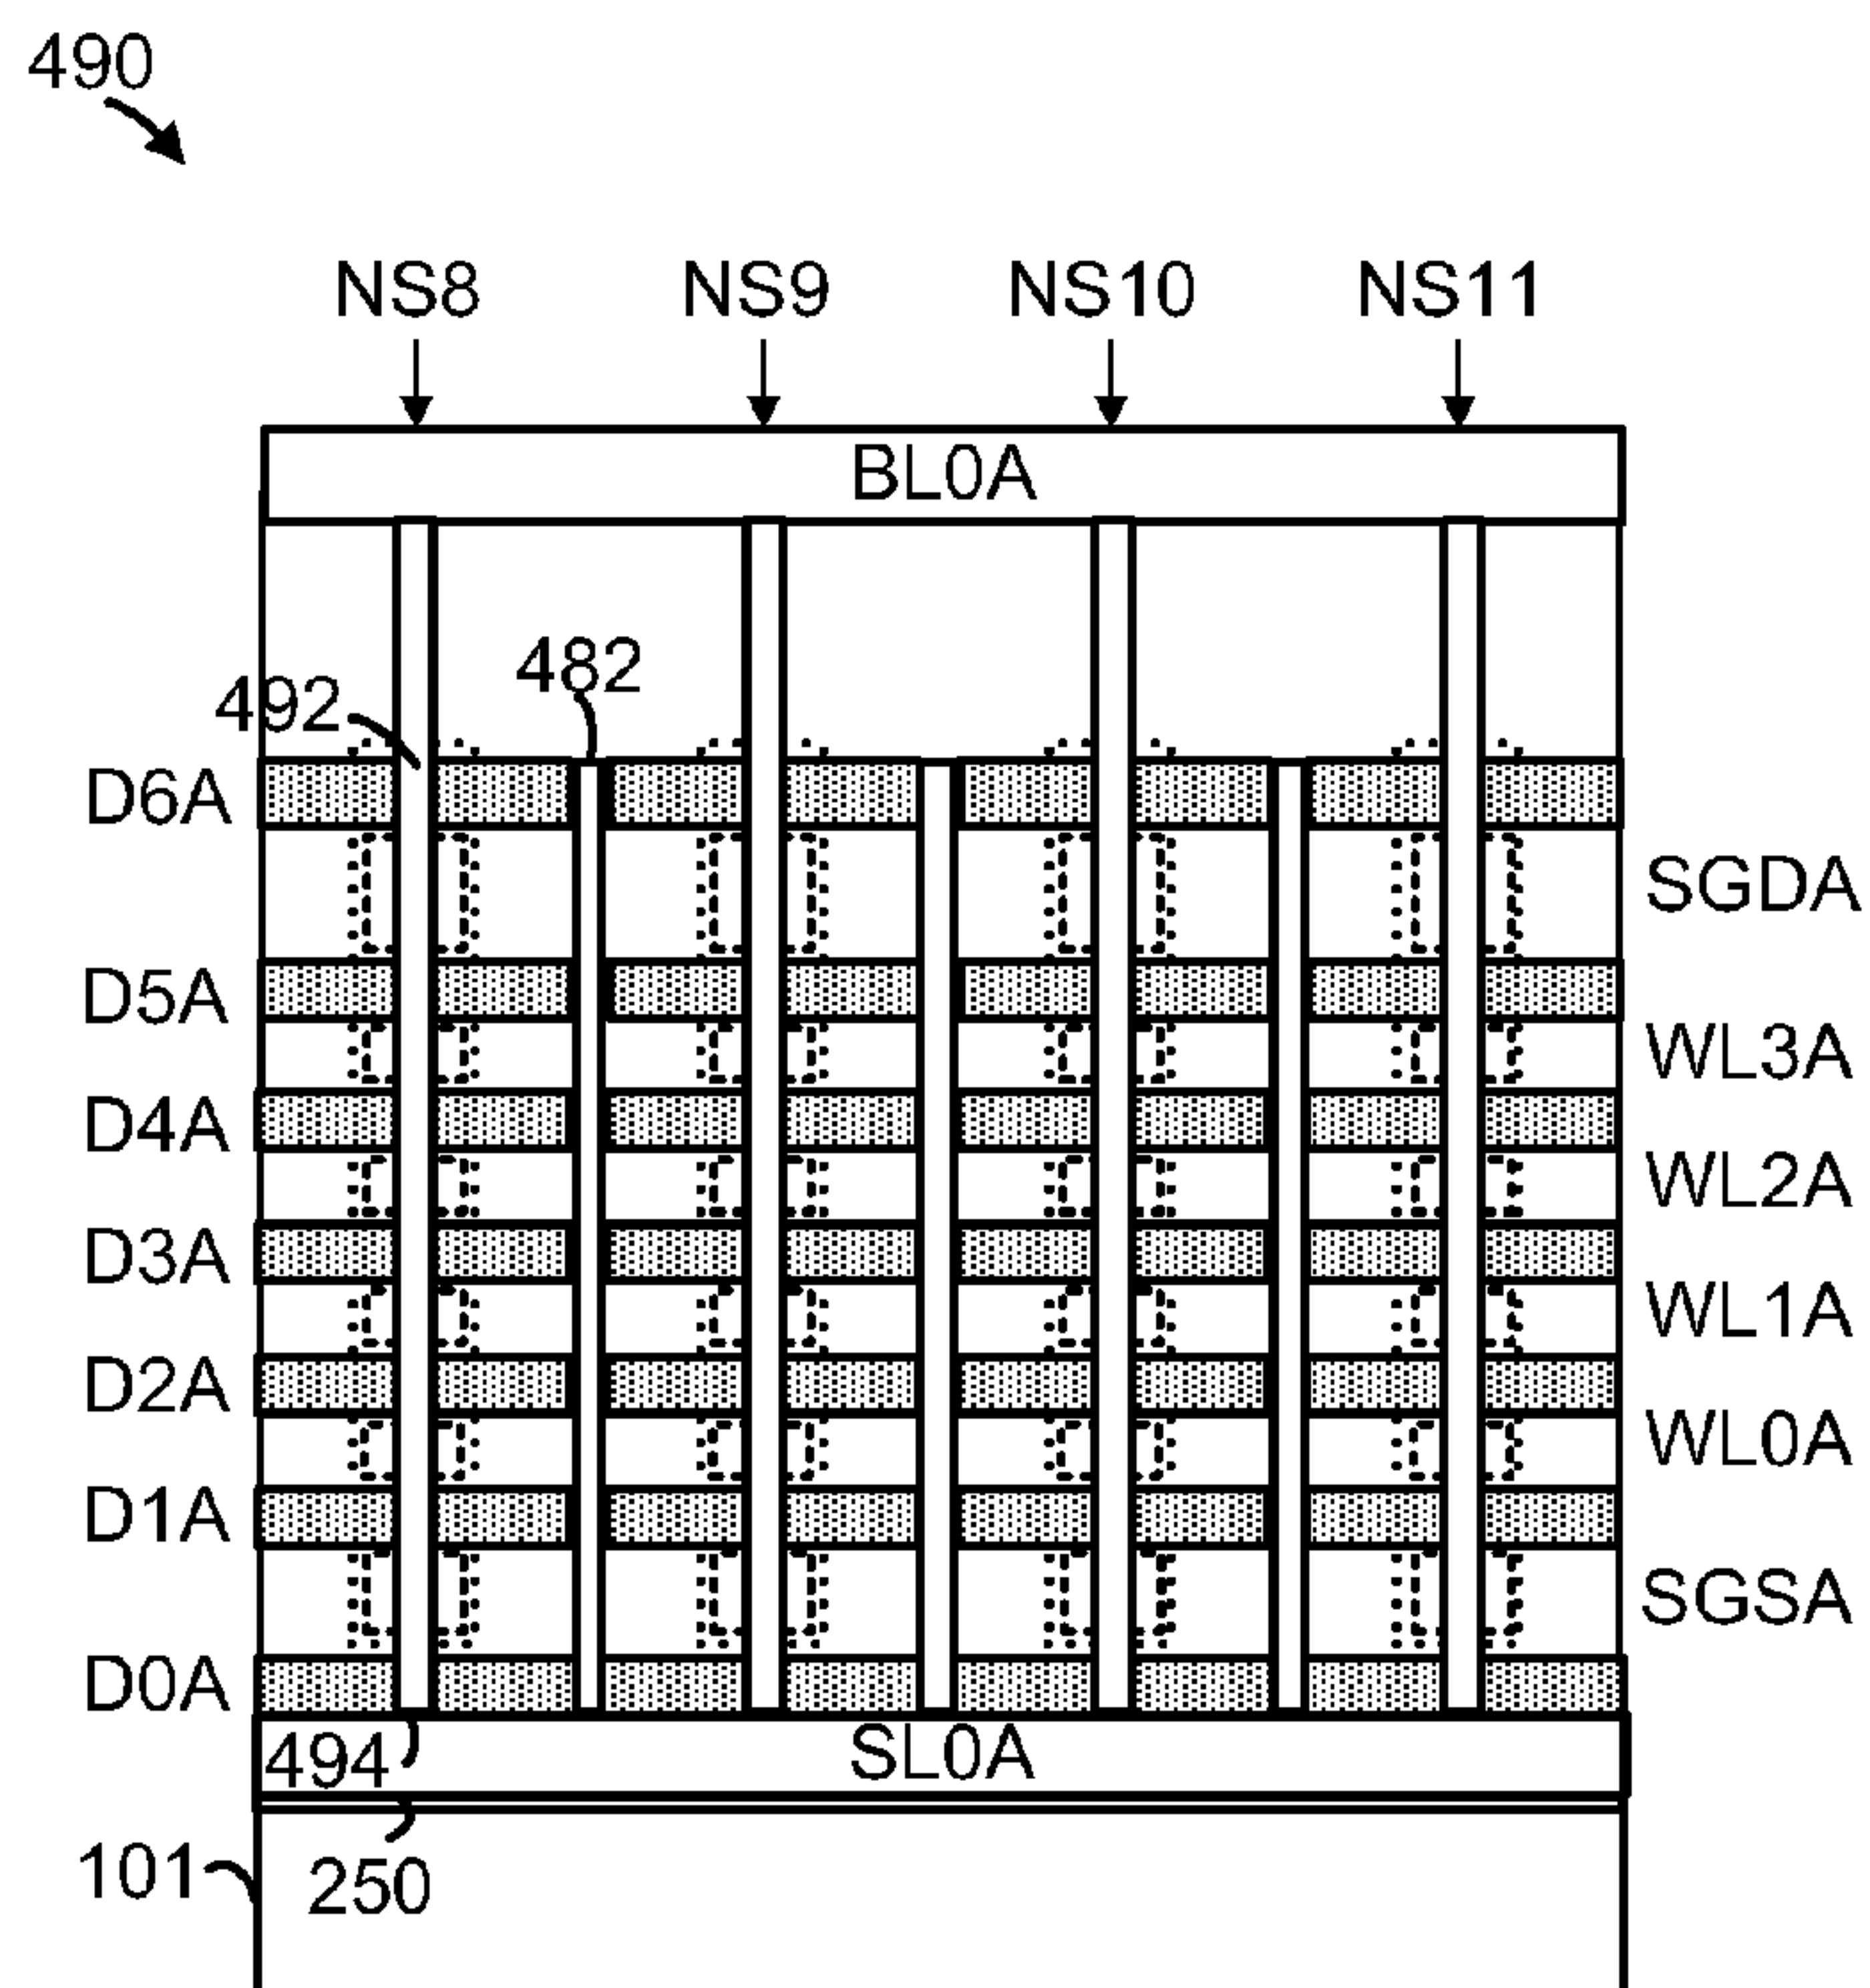 490
NS8 NS9 NS10 NS11
BL0A
482
492
D6A
SGDA
D5A
WL3A
D4A
WL2A
D3A
WL1A
D2A
WL0A
D1A
SGSA
D0A
494 SL0A
101 250